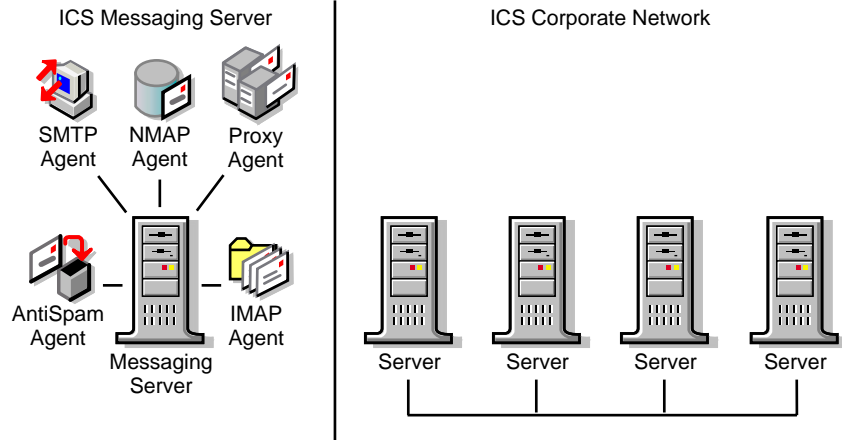 ICS Messaging Server
ICS Corporate Network
SMTP
Agent
NMAP
Agent
Proxy
Agent
AntiSpam
Agent
IMAP
Agent
Messaging
Server
Server
Server
Server
Server